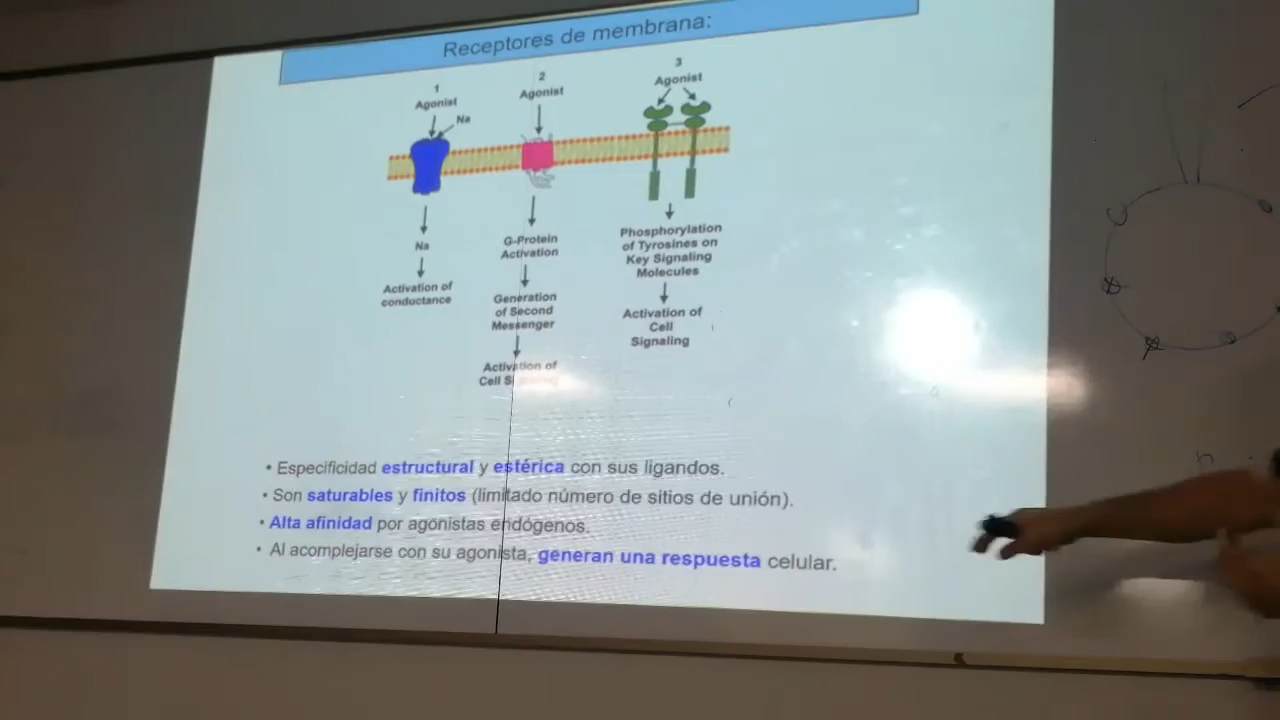 Receptores de membrana:
1
Agonist
Na
Na
Activation of
conductance
2
Agonist
G-Protein
Activation
Generation
of Second
Messenger
Activation of
Cell
3
Agonist
Phosphorylation
of Tyrosines on
Key Signaling
Molecules
Activation of
Cell
Signaling
• Especificidad estructural y estérica con sus ligandos.
• Son saturables y finitos (limitado número de sitios de unión).
• Alta afinidad por agonistas endógenos.
• Al acomplejarse con su agonista, generan una respuesta celular.